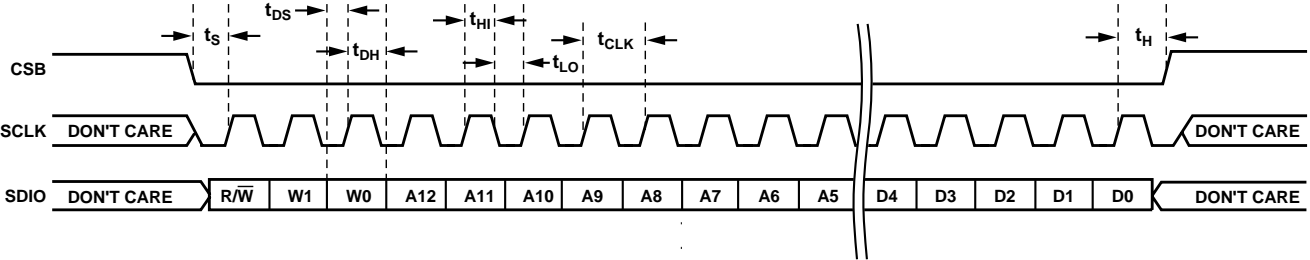 tDS tHI
tS tCLK tH
tDH tLO
CSB
SCLK DON'T CARE DON'T CARE
SDIO DON'T CARE R/W̅ W1 W0 A12 A11 A10 A9 A8 A7 A6 A5 D4 D3 D2 D1 D0 DON'T CARE